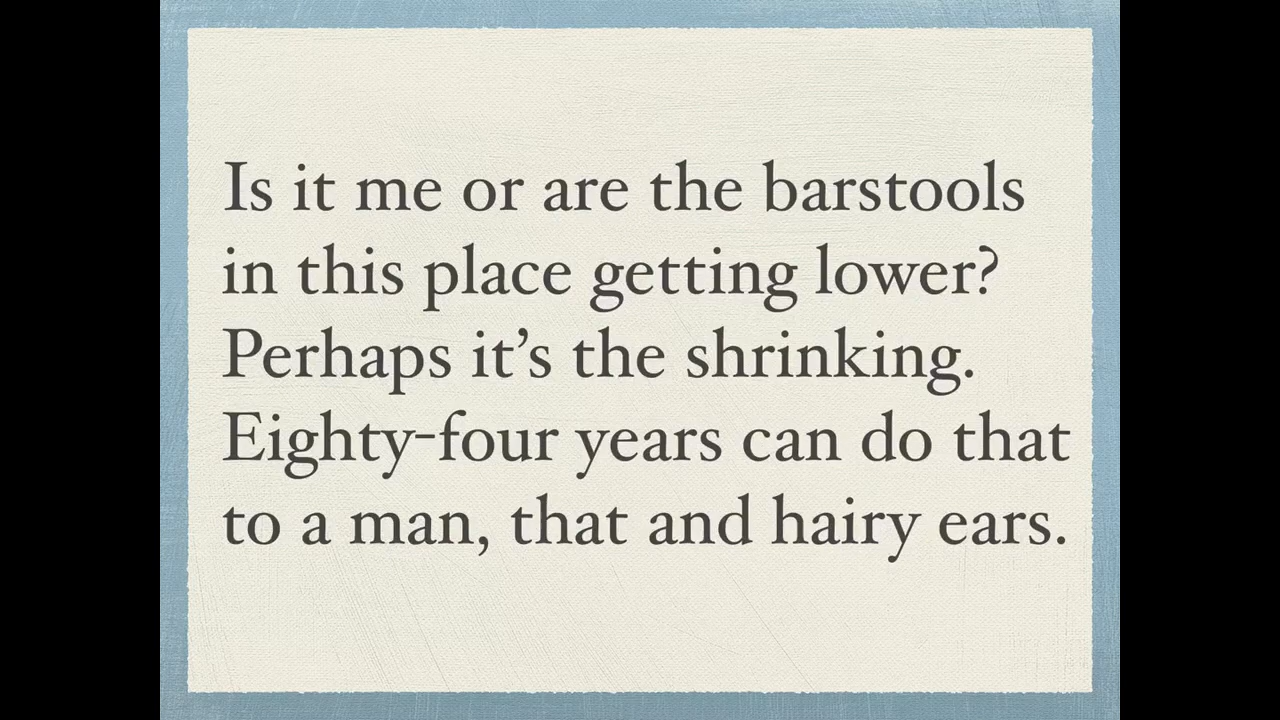 Is it me or are the barstools
in this place getting lower?
Perhaps it’s the shrinking.
Eighty-four years can do that
to a man, that and hairy ears.